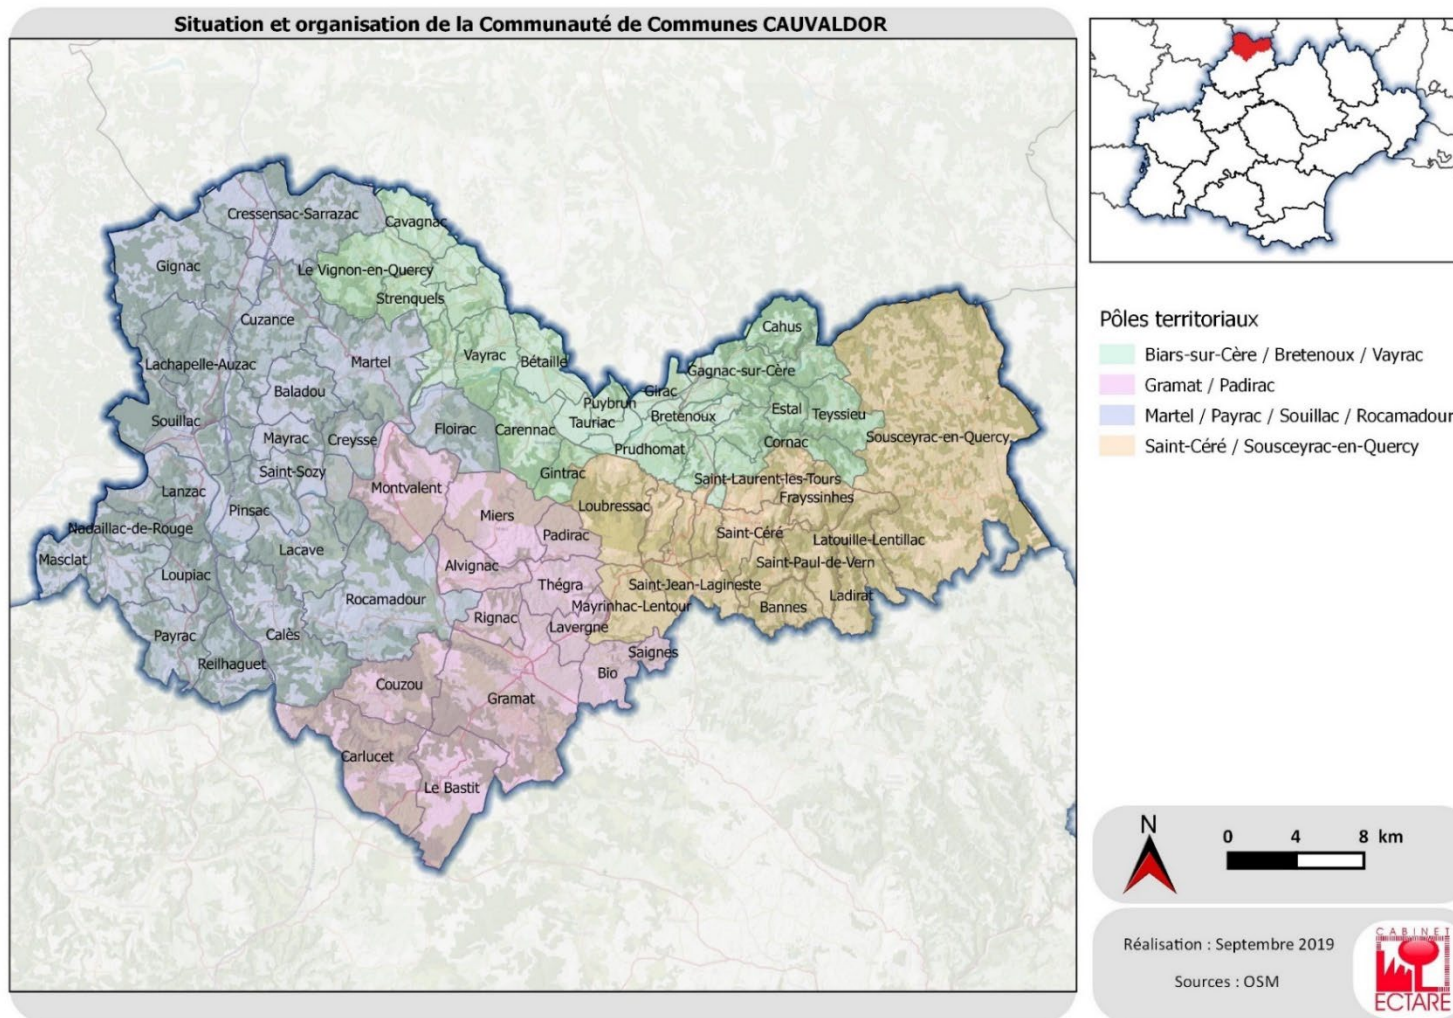 Situation et organisation de la Communauté de Communes CAUVALDOR
Cressensac-Sarrazac
Cavagnac
Gignac
Le Vignon-en-Quercy
Strenquels
Cuzance
Cahus
Lachapelle-Auzac
Martel
Vayrac
Bétaille
Gagnac-sur-Cère
Baladou
Girac
Puybrun
Souillac
Tauriac
Bretenoux
Estal
Teyssieu
Mayrac
Creysse
Floirac
Carennac
Prudhomat
Cornac
Sousceyrac-en-Quercy
Saint-Sozy
Gintrac
Saint-Laurent-les-Tours
Lanzac
Montvalent
Frayssinhes
Pinsac
Miers
Loubressac
Nadaillac-de-Rouge
Padirac
Saint-Céré
Latouille-Lentillac
Lacave
Masclat
Alvignac
Saint-Paul-de-Vern
Loupiac
Thégra
Saint-Jean-Lagineste
Rocamadour
Mayrinhac-Lentour
Bannes
Ladirat
Rignac
Lavergne
Payrac
Calès
Saignes
Reilhaguet
Bio
Couzou
Gramat
Carlucet
Le Bastit
Pôles territoriaux
Biars-sur-Cère / Bretenoux / Vayrac
Gramat / Padirac
Martel / Payrac / Souillac / Rocamadour
Saint-Céré / Sousceyrac-en-Quercy
N
0 4 8 km
Réalisation : Septembre 2019
Sources : OSM
CABINET
ECTARE